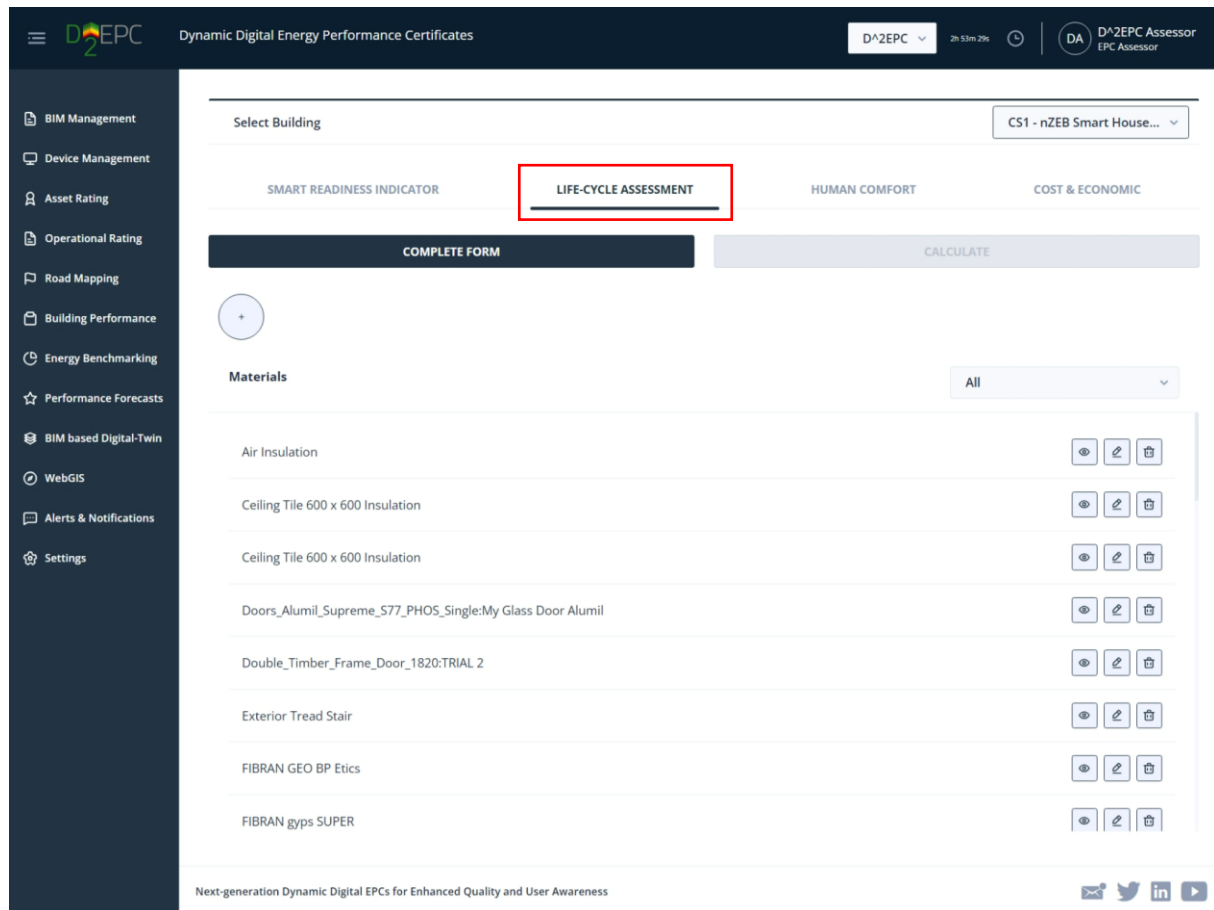 D2EPC
Dynamic Digital Energy Performance Certificates
D^2EPC
2h 53m 29s
DA
D^2EPC Assessor
EPC Assessor
BIM Management
Device Management
Asset Rating
Operational Rating
Road Mapping
Building Performance
Energy Benchmarking
Performance Forecasts
BIM based Digital-Twin
WebGIS
Alerts & Notifications
Settings
Select Building
CS1 - nZEB Smart House...
SMART READINESS INDICATOR
LIFE-CYCLE ASSESSMENT
HUMAN COMFORT
COST & ECONOMIC
COMPLETE FORM
CALCULATE
+
Materials
All
Air Insulation
Ceiling Tile 600 x 600 Insulation
Ceiling Tile 600 x 600 Insulation
Doors_Alumil_Supreme_S77_PHOS_Single:My Glass Door Alumil
Double_Timber_Frame_Door_1820:TRIAL 2
Exterior Tread Stair
FIBRAN GEO BP Etics
FIBRAN gyps SUPER
Next-generation Dynamic Digital EPCs for Enhanced Quality and User Awareness
in